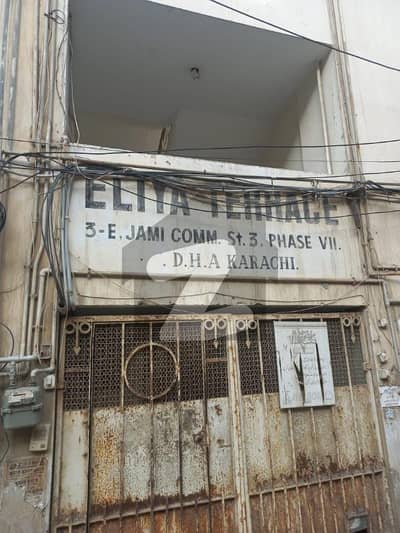 ELIYA TERRACE
3-E, JAMI COMM. St. 3. PHASE VII.
D.H.A KARACHI.